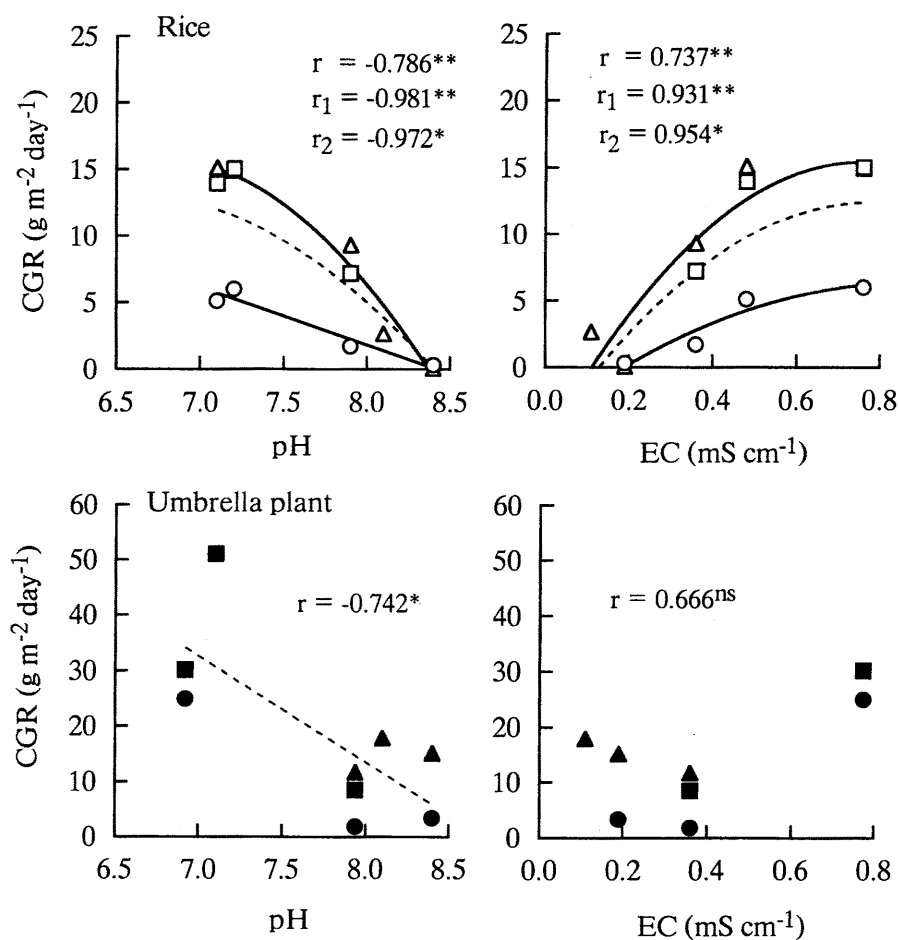 Rice
r = -0.786**
r1 = -0.981**
r2 = -0.972*
CGR (g m-2 day-1)
25
20
15
10
5
0
6.5 7.0 7.5 8.0 8.5
pH
r = 0.737**
r1 = 0.931**
r2 = 0.954*
25
20
15
10
5
0
0.0 0.2 0.4 0.6 0.8
EC (mS cm-1)
Umbrella plant
r = -0.742*
CGR (g m-2 day-1)
60
50
40
30
20
10
0
6.5 7.0 7.5 8.0 8.5
pH
r = 0.666ns
60
50
40
30
20
10
0
0.0 0.2 0.4 0.6 0.8
EC (mS cm-1)